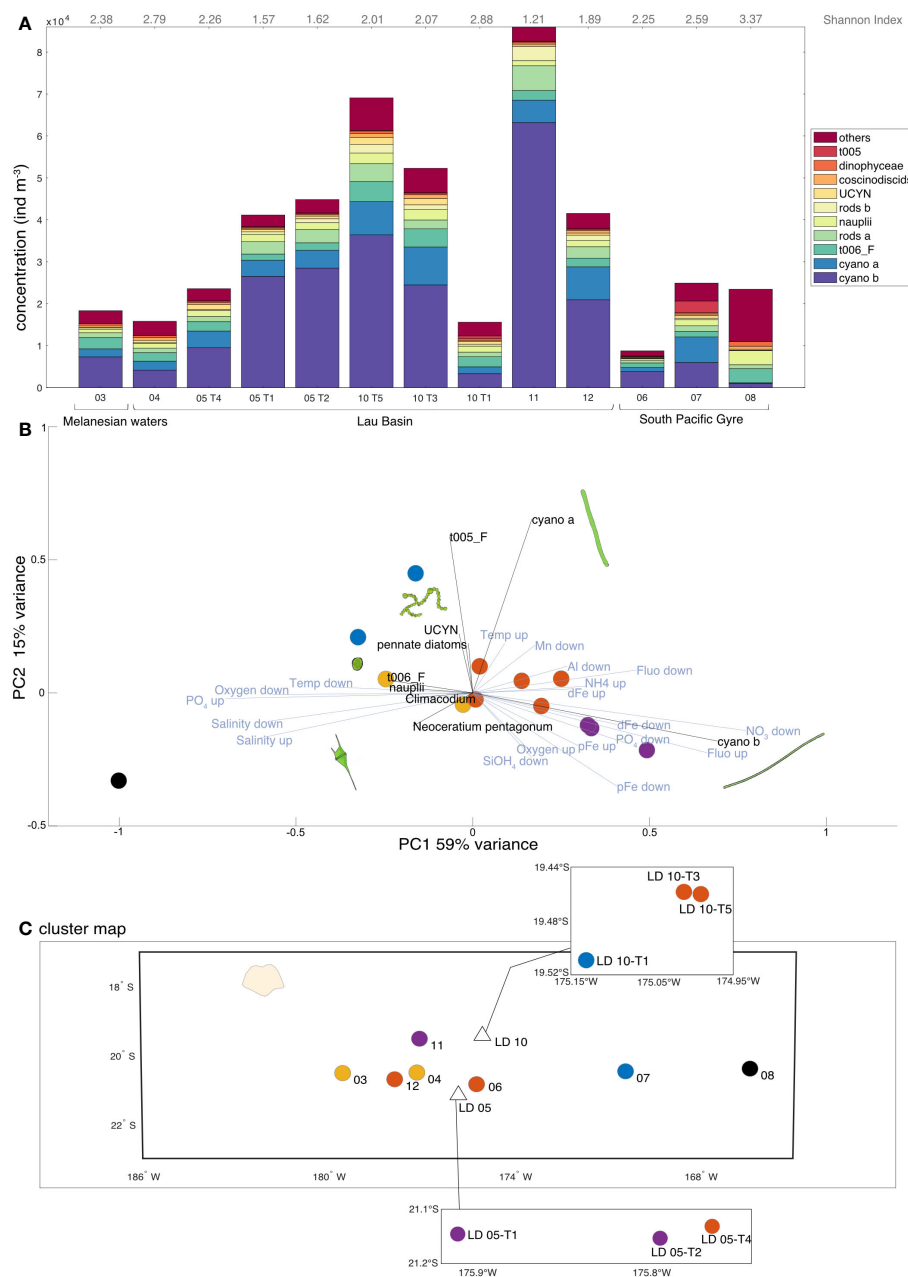 A
2.38 2.79 2.26 1.57 1.62 2.01 2.07 2.88 1.21 1.89 2.25 2.59 3.37 Shannon Index
×10⁴
concentration (ind m⁻³)
8
7
6
5
4
3
2
1
0
others
t005
dinophyceae
coscinodiscids
UCYN
rods b
nauplii
rods a
t006_F
cyano a
cyano b
03 04 05 T4 05 T1 05 T2 10 T5 10 T3 10 T1 11 12 06 07 08
Melanesian waters Lau Basin South Pacific Gyre
B
PC2 15% variance
1
0.5
0
-0.5
cyano a
t005_F
UCYN
pennate diatoms
Temp up
Mn down
Al down
Fluo down
NH4 up
dFe up
t006_F
nauplii
Climacodium
Neoceratium pentagonum
Temp down
Oxygen down
PO₄ up
Salinity down
Salinity up
dFe down
NO₃ down
cyano b
PO₄ down
Fluo up
pFe up
Oxygen up
SiOH₄ down
pFe down
-1 -0.5 0 0.5 1
PC1 59% variance
C cluster map
19.44°S
19.48°S
19.52°S
LD 10-T3
LD 10-T5
LD 10-T1
175.15°W 175.05°W 174.95°W
18° S
20° S
22° S
11
LD 10
03
12
04
06
LD 05
07
08
186° W 180° W 174° W 168° W
21.1°S
21.2°S
LD 05-T1
LD 05-T2
LD 05-T4
175.9°W 175.8°W